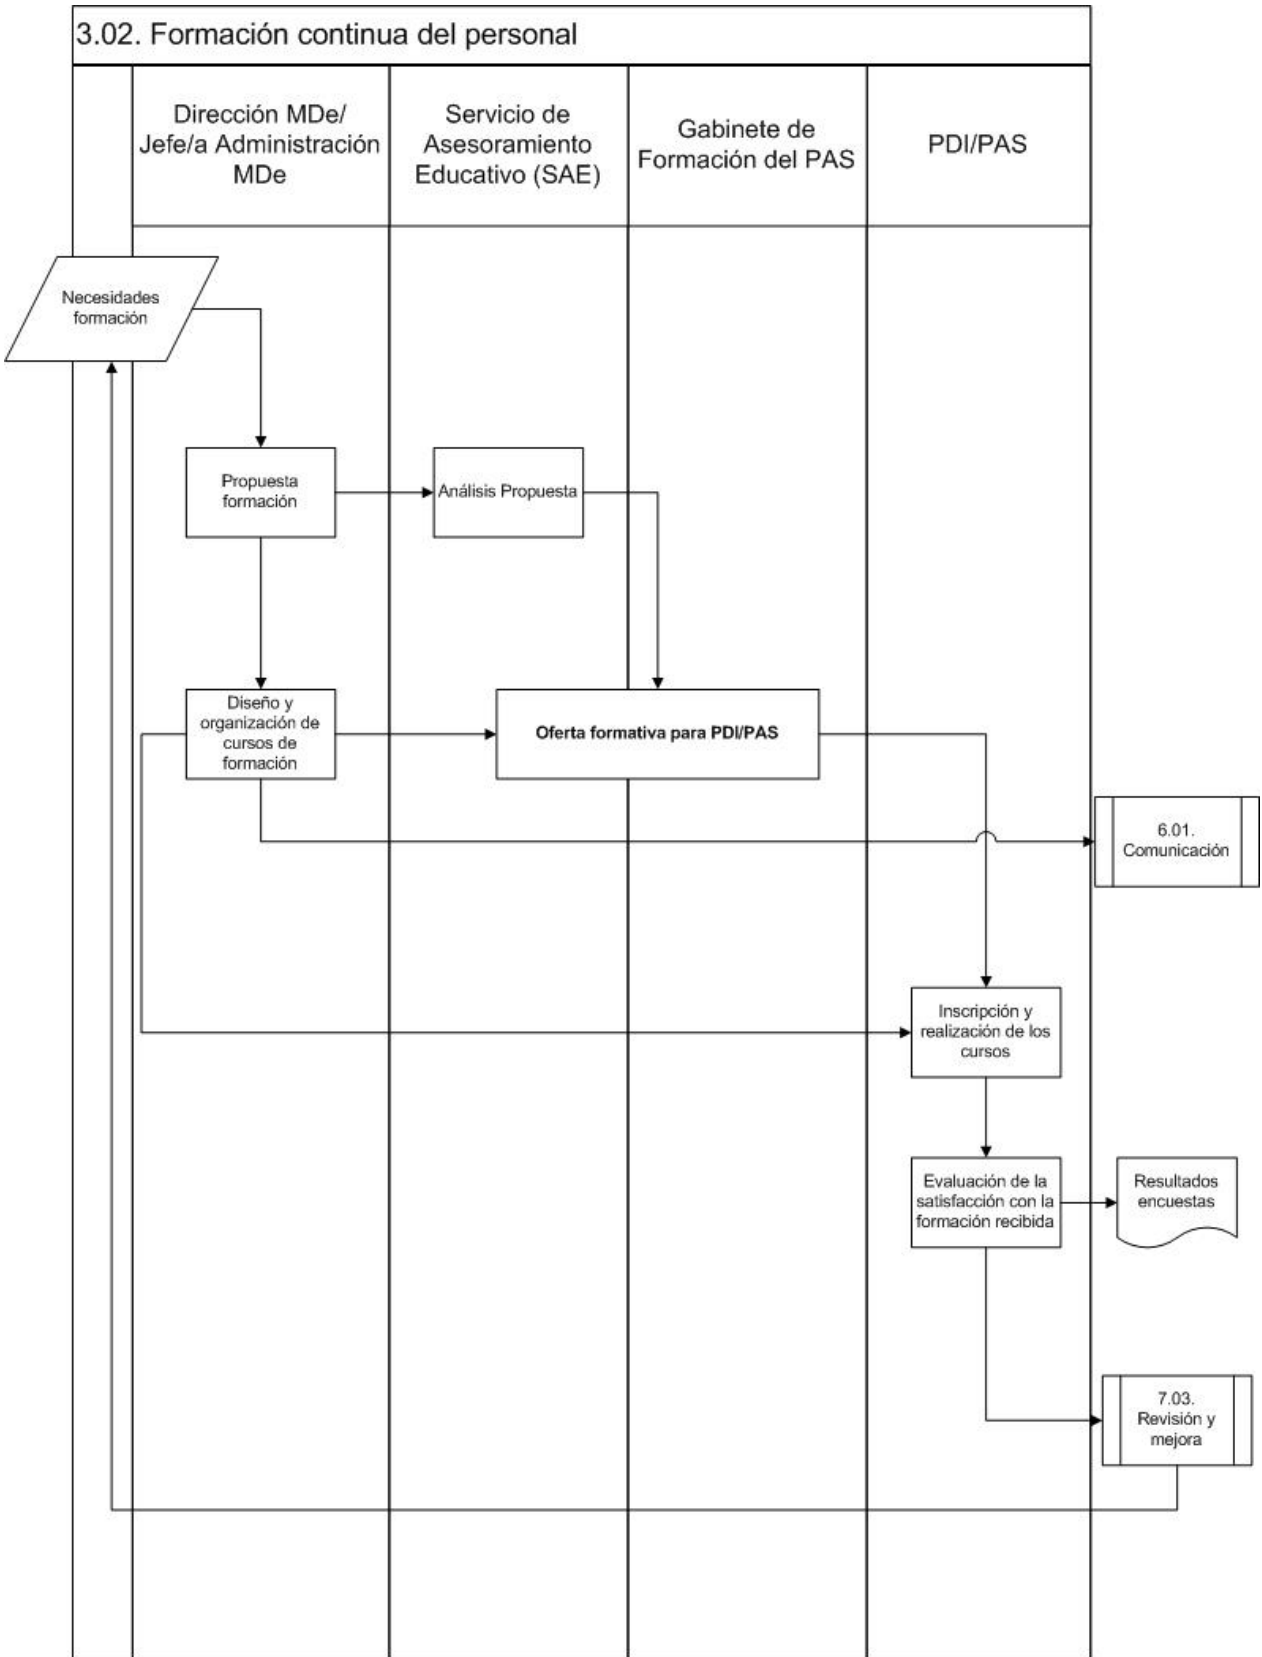 3.02. Formación continua del personal
Dirección MDe/
Jefe/a Administración
MDe
Servicio de
Asesoramiento
Educativo (SAE)
Gabinete de
Formación del PAS
PDI/PAS
Necesidades
formación
Propuesta
formación
Análisis Propuesta
Diseño y
organización de
cursos de
formación
Oferta formativa para PDI/PAS
6.01.
Comunicación
Inscripción y
realización de los
cursos
Evaluación de la
satisfacción con la
formación recibida
Resultados
encuestas
7.03.
Revisión y
mejora